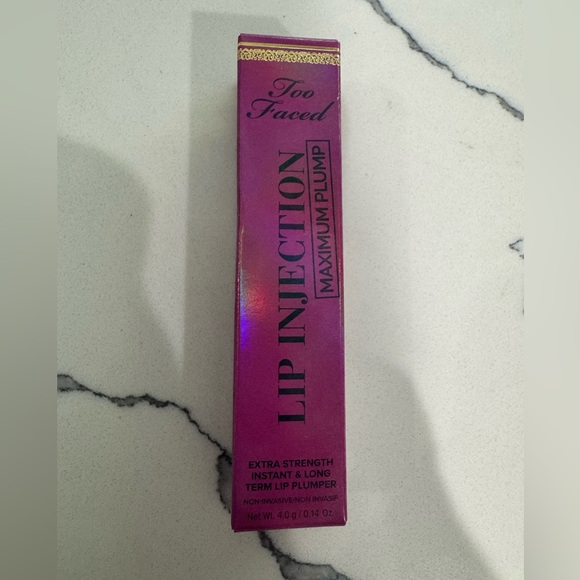 Too
Faced
LIP INJECTION
MAXIMUM PLUMP
EXTRA STRENGTH
INSTANT & LONG
TERM LIP PLUMPER
NON-INVASIVE/NON INVASIF
Net Wt. 4.0 g / 0.14 Oz.